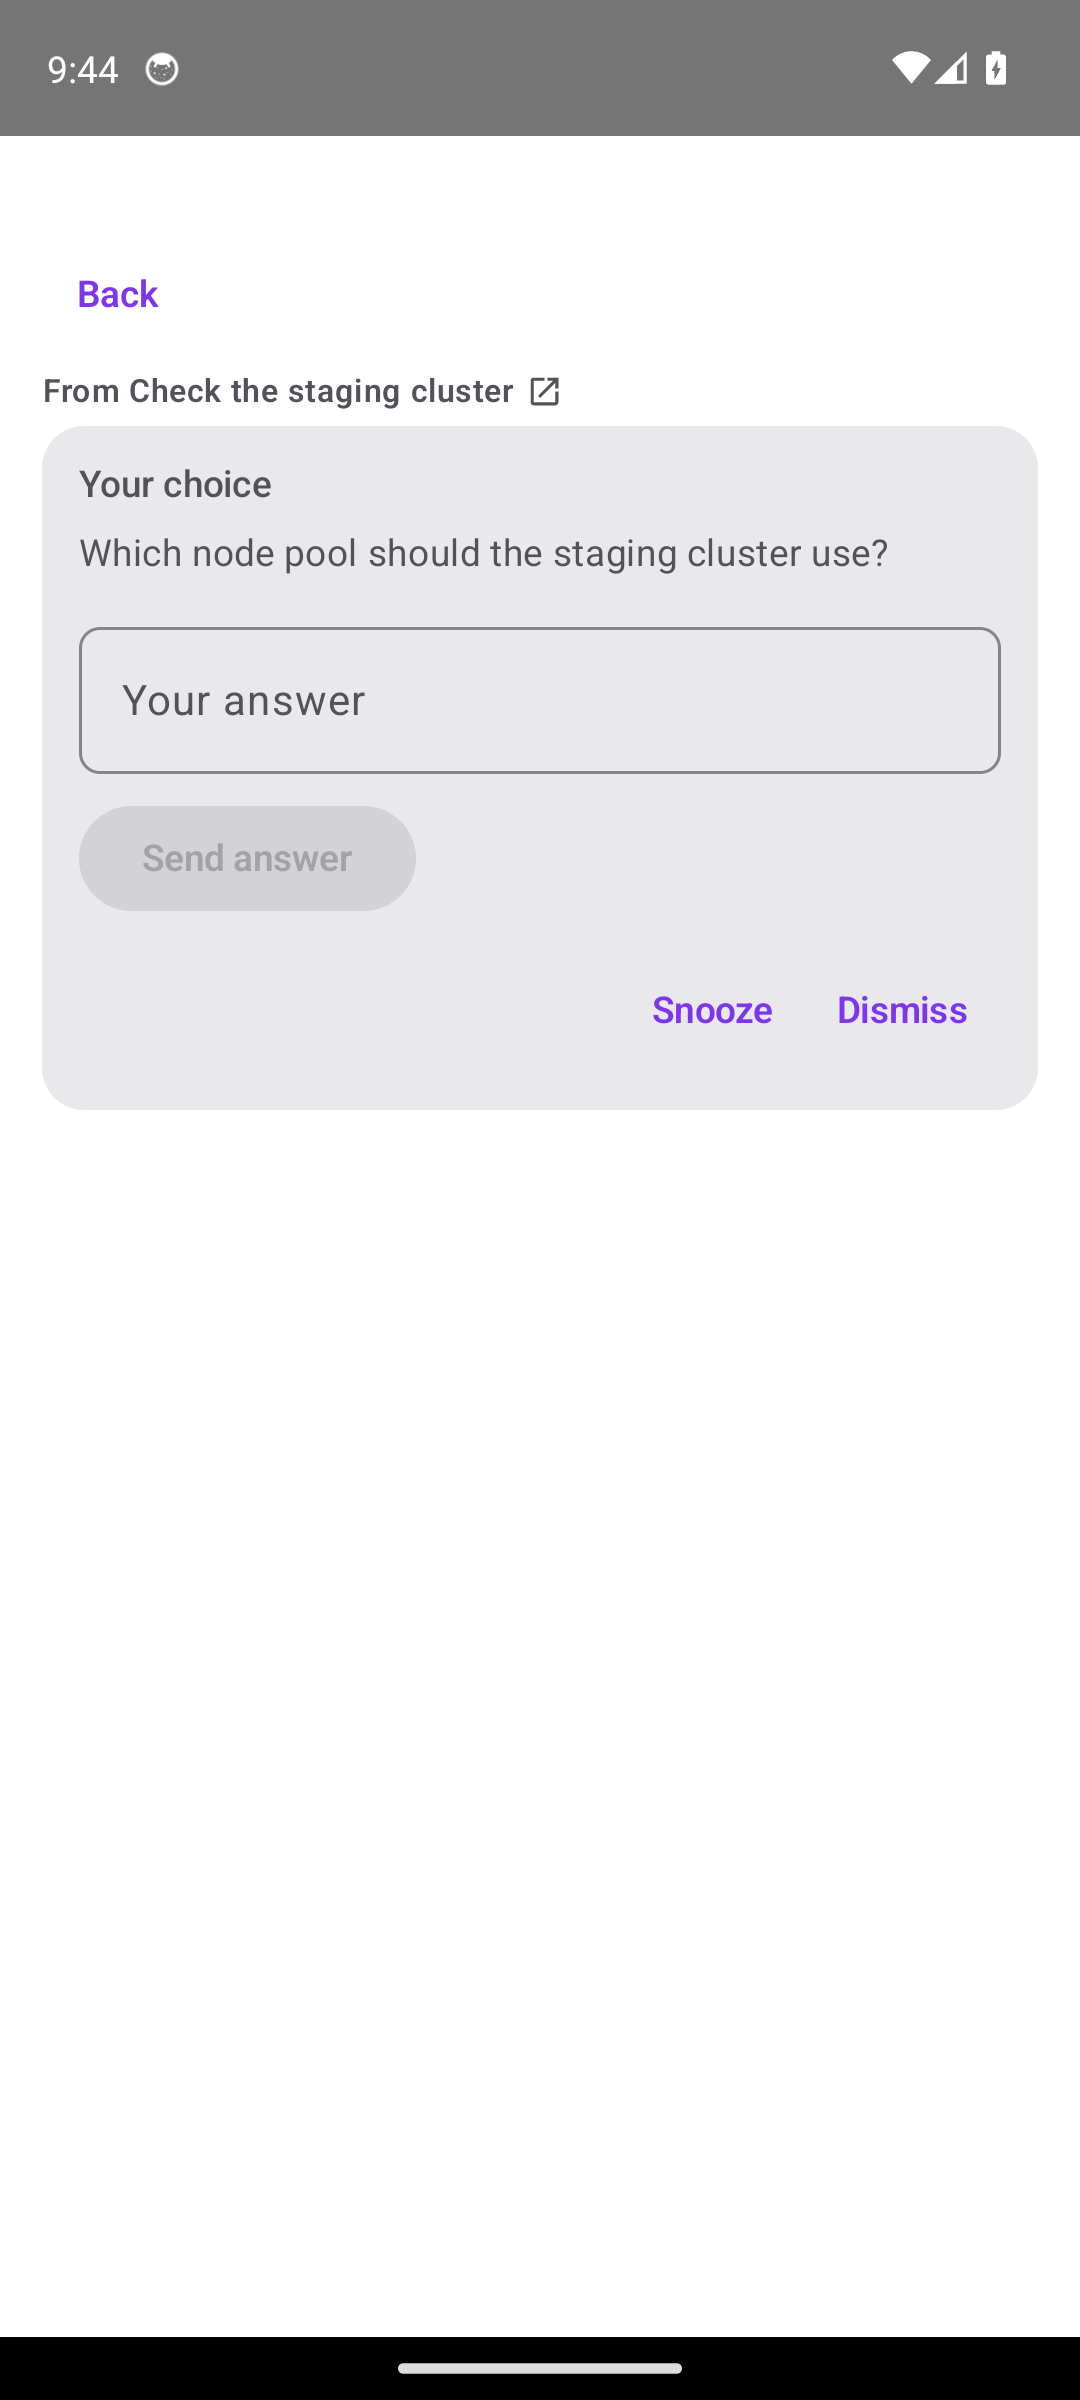 9:44
Back
From Check the staging cluster
Your choice
Which node pool should the staging cluster use?
Your answer
Send answer
Snooze Dismiss